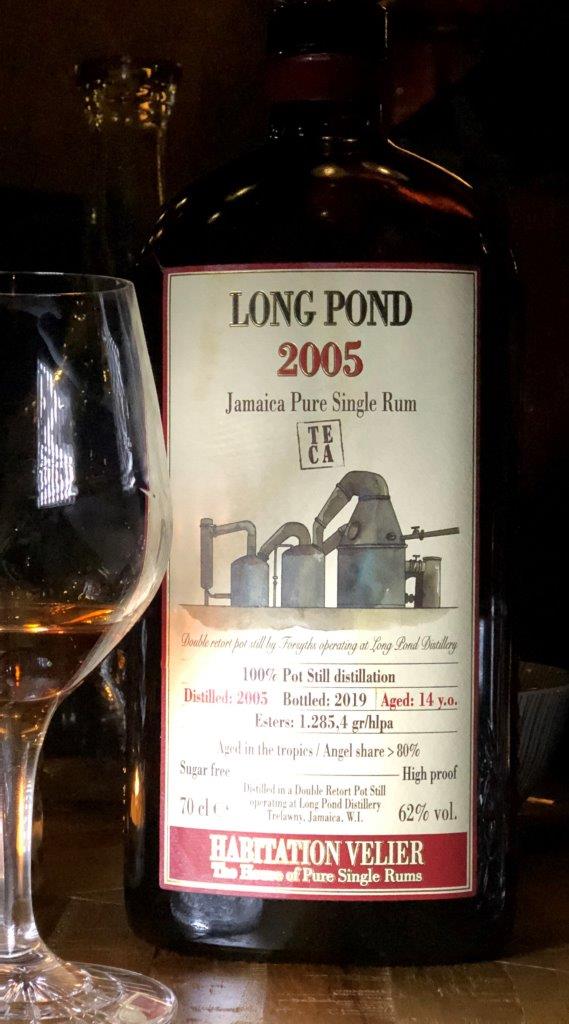 LONG POND
2005
Jamaica Pure Single Rum
TE
CA
Double retort pot still by Forsyths operating at Long Pond Distillery
100% Pot Still distillation
Distilled: 2005 Bottled: 2019 Aged: 14 y.o.
Esters: 1.285,4 gr/hlpa
Aged in the tropics / Angel share >80%
Sugar free High proof
Distilled in a Double Retort Pot Still
operating at Long Pond Distillery
Trelawny, Jamaica, W.I.
70 cl 62% vol.
HABITATION VELIER
The House of Pure Single Rums